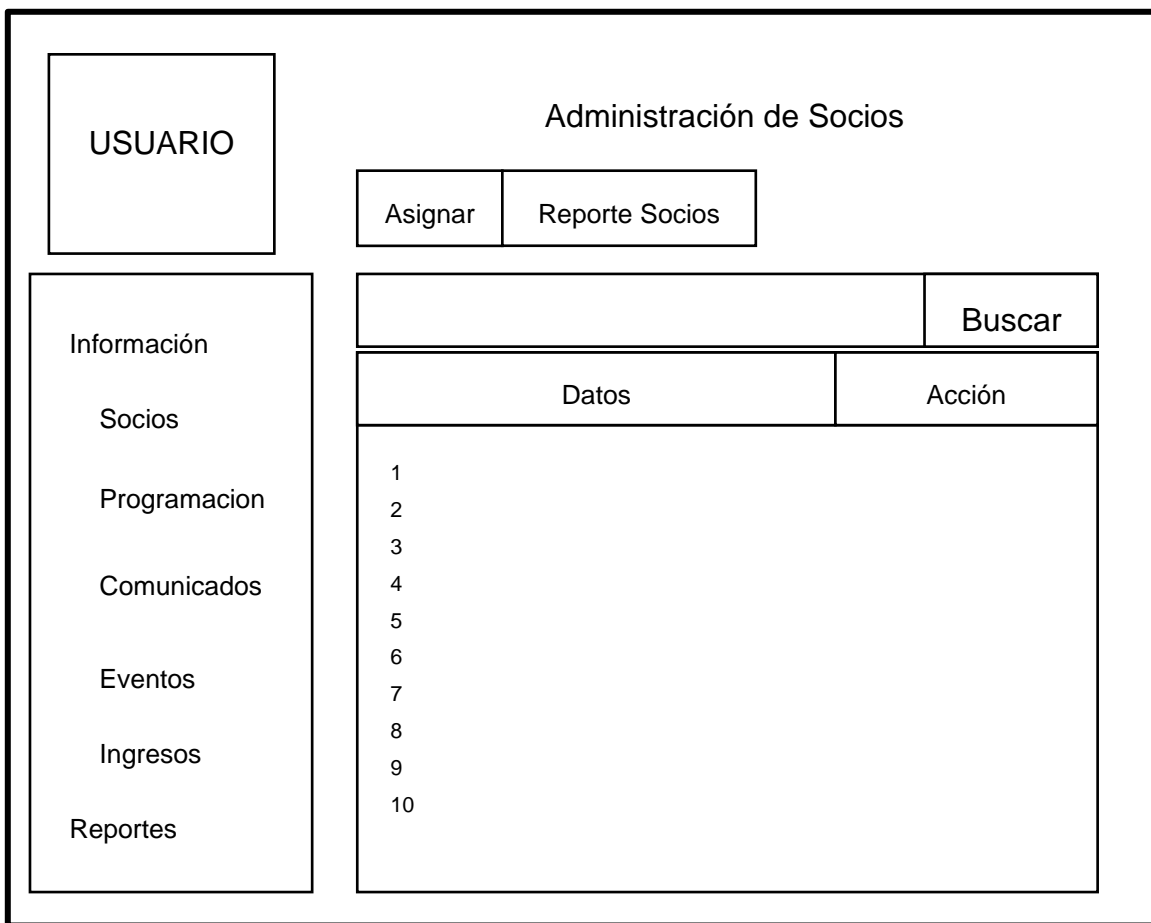 USUARIO
Administración de Socios
Asignar
Reporte Socios
Información
Socios
Programacion
Comunicados
Eventos
Ingresos
Reportes
Buscar
Datos
Acción
1
2
3
4
5
6
7
8
9
10